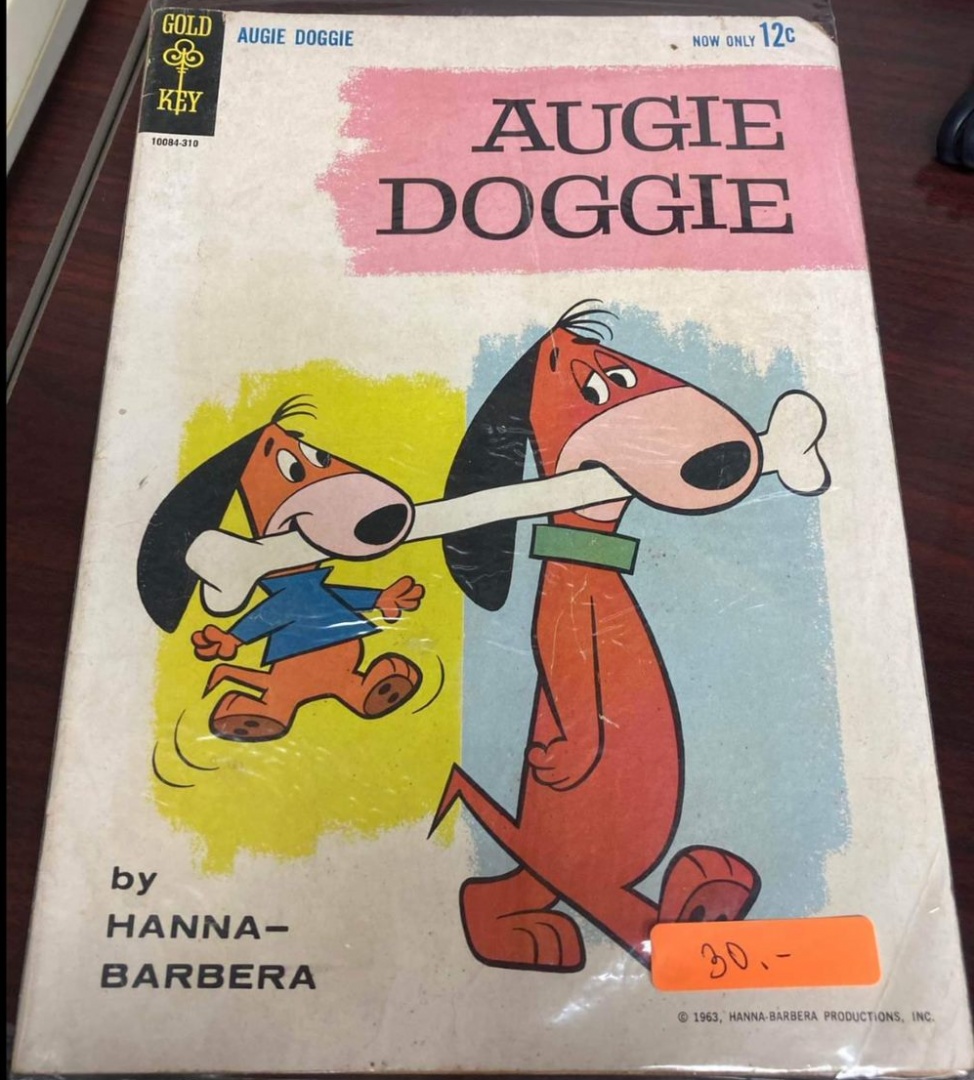 GOLD
KEY
AUGIE DOGGIE
NOW ONLY 12c
10084-310
AUGIE
DOGGIE
by
HANNA-
BARBERA
30.-
© 1963, HANNA-BARBERA PRODUCTIONS, INC.